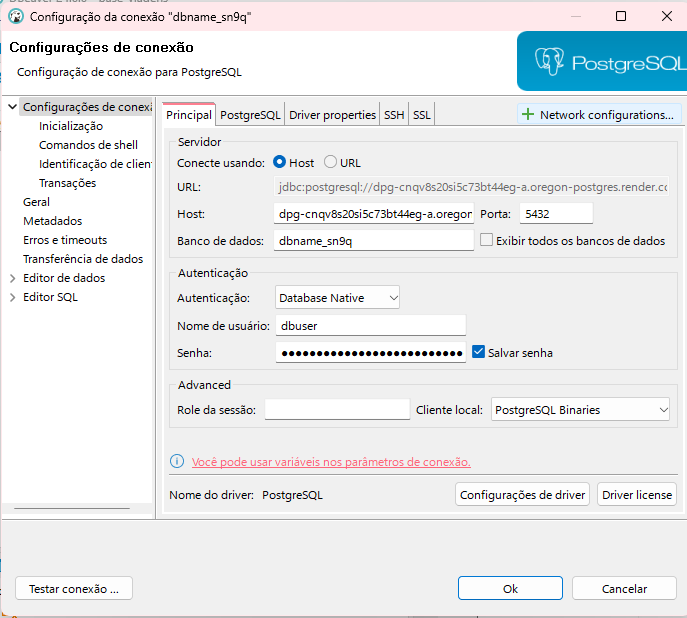 Configuração da conexão "dbname_sn9q"
Configurações de conexão
Configuração de conexão para PostgreSQL
PostgreSQL
Configurações de conexã
Inicialização
Comandos de shell
Identificação de clien
Transações
Geral
Metadados
Erros e timeouts
Transferência de dados
Editor de dados
Editor SQL
Principal PostgreSQL Driver properties SSH SSL Network configurations...
Servidor
Conecte usando: Host URL
URL: jdbc:postgresql://dpg-cnqv8s20si5c73bt44eg-a.oregon-postgres.render.co
Host: dpg-cnqv8s20si5c73bt44eg-a.oregon Porta: 5432
Banco de dados: dbname_sn9q Exibir todos os bancos de dados
Autenticação
Autenticação: Database Native
Nome de usuário: dbuser
Senha: ●●●●●●●●●●●●●●●●●●●●●●●●●● Salvar senha
Advanced
Role da sessão: Cliente local: PostgreSQL Binaries
Você pode usar variáveis nos parâmetros de conexão.
Nome do driver: PostgreSQL Configurações de driver Driver license
Testar conexão ... Ok Cancelar